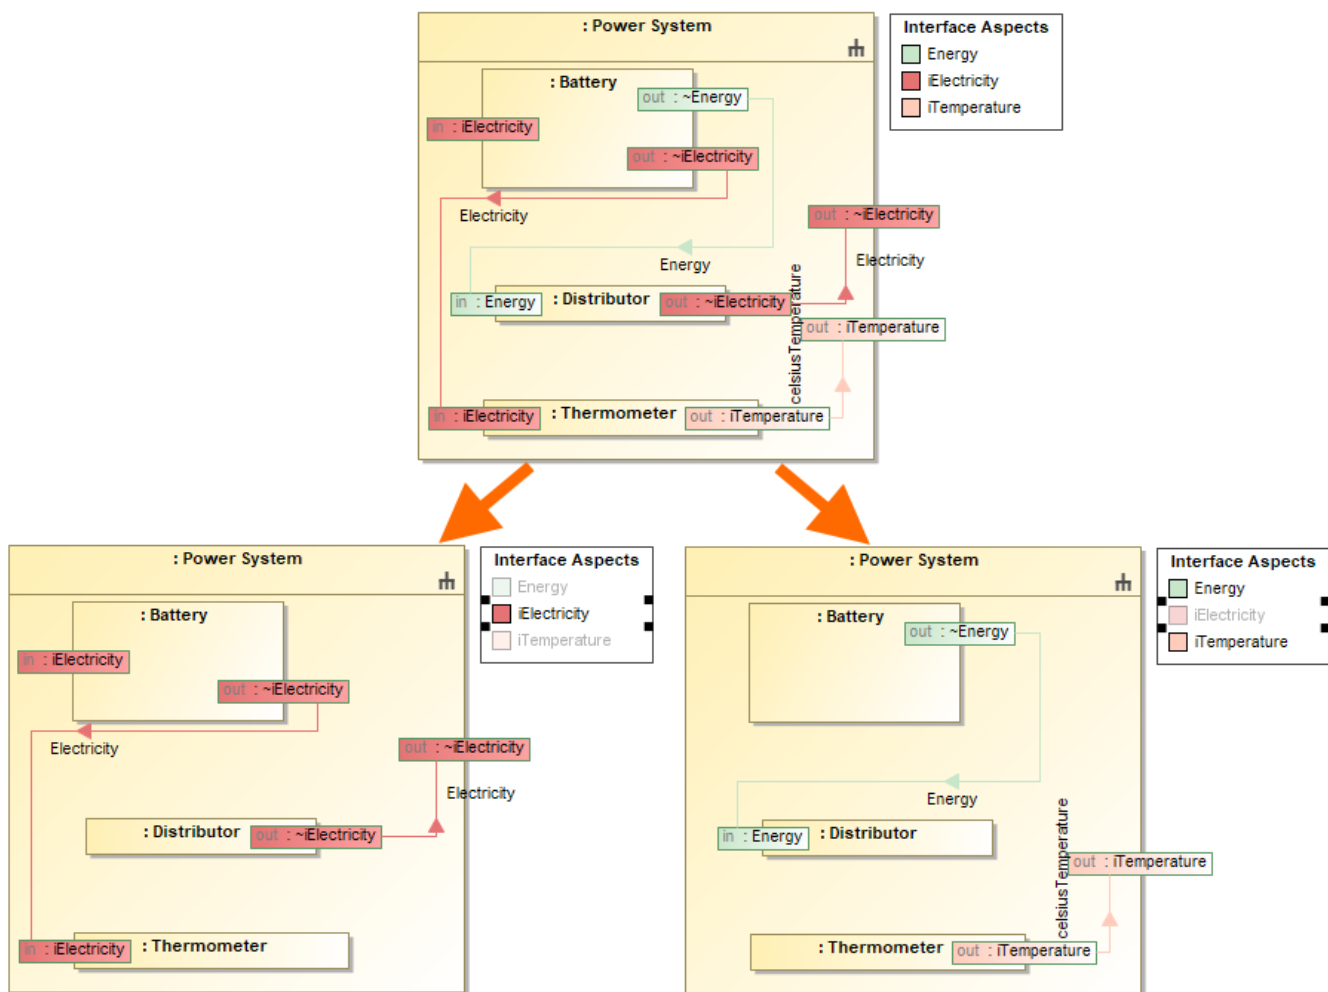 : Power System
Interface Aspects
Energy
iElectricity
iTemperature
: Battery
out : ~Energy
in : iElectricity
out : ~iElectricity
Electricity
out : ~iElectricity
Energy
Electricity
celsiusTemperature
in : Energy
: Distributor
out : ~iElectricity
out : iTemperature
in : iElectricity
: Thermometer
out : iTemperature
: Power System
Interface Aspects
Energy
iElectricity
iTemperature
: Battery
in : iElectricity
out : ~iElectricity
Electricity
out : ~iElectricity
Electricity
: Distributor
out : ~iElectricity
in : iElectricity
: Thermometer
: Power System
Interface Aspects
Energy
iElectricity
iTemperature
: Battery
out : ~Energy
Energy
celsiusTemperature
in : Energy
: Distributor
out : iTemperature
: Thermometer
out : iTemperature